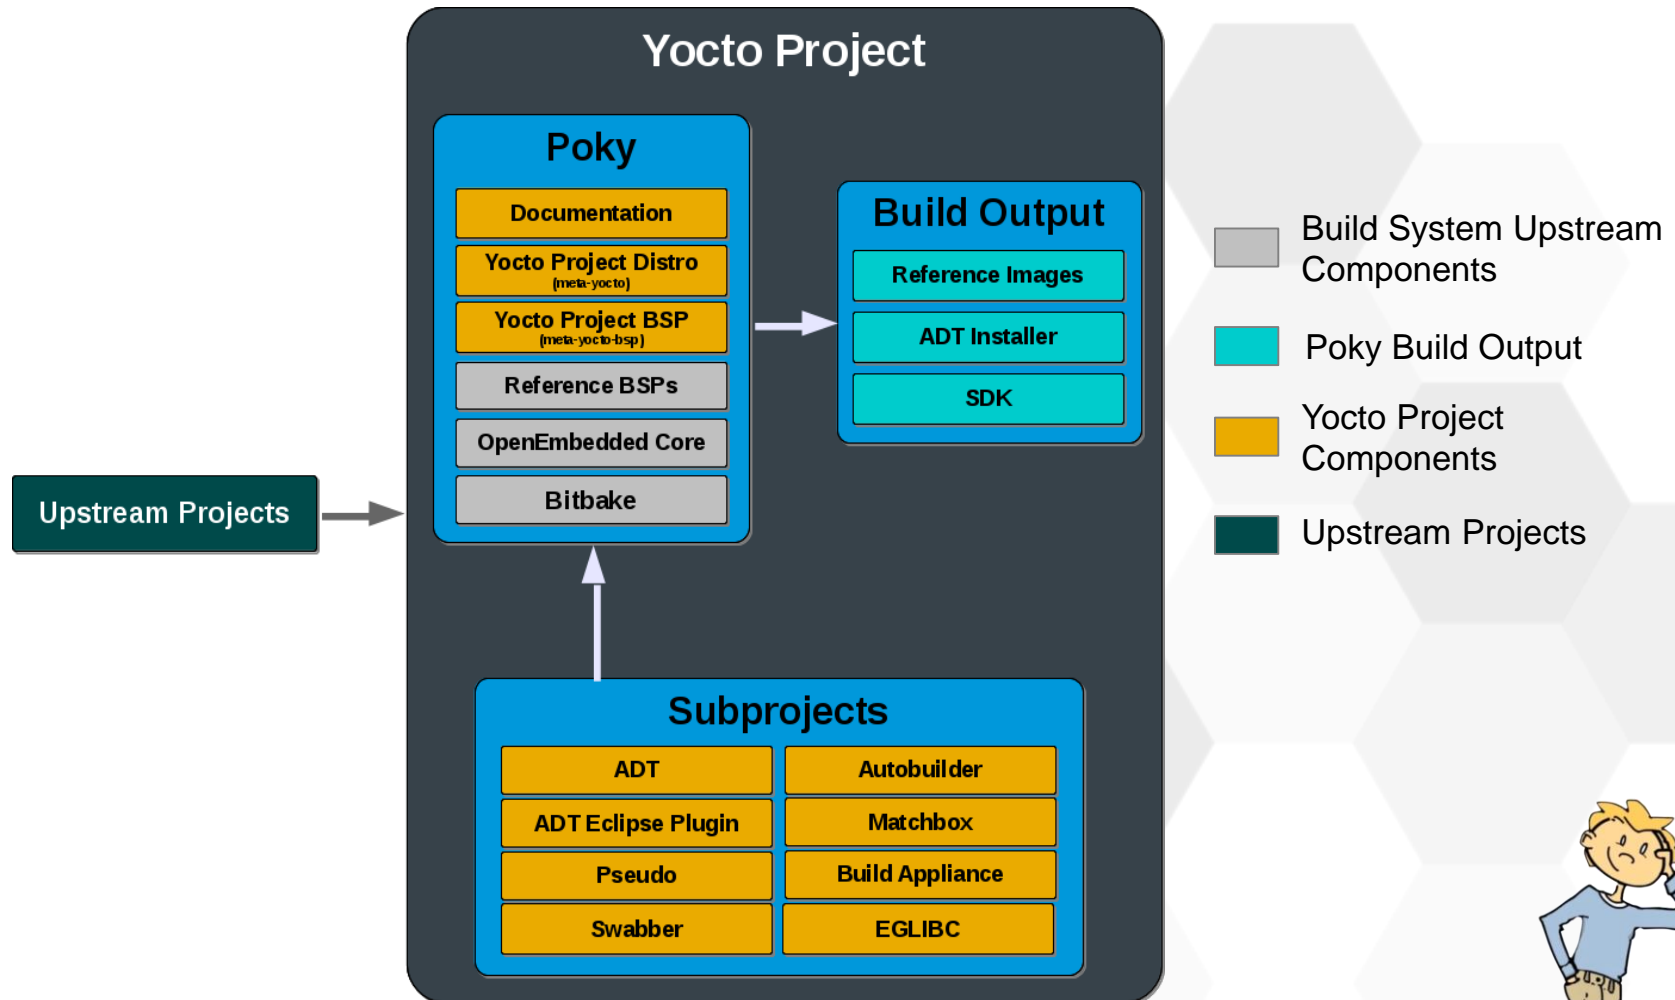 Yocto Project
Poky
Documentation
Yocto Project Distro
(meta-yocto)
Yocto Project BSP
(meta-yocto-bsp)
Reference BSPs
OpenEmbedded Core
Bitbake
Build Output
Reference Images
ADT Installer
SDK
Upstream Projects
Subprojects
ADT
ADT Eclipse Plugin
Pseudo
Swabber
Autobuilder
Matchbox
Build Appliance
EGLIBC
Build System Upstream
Components
Poky Build Output
Yocto Project
Components
Upstream Projects